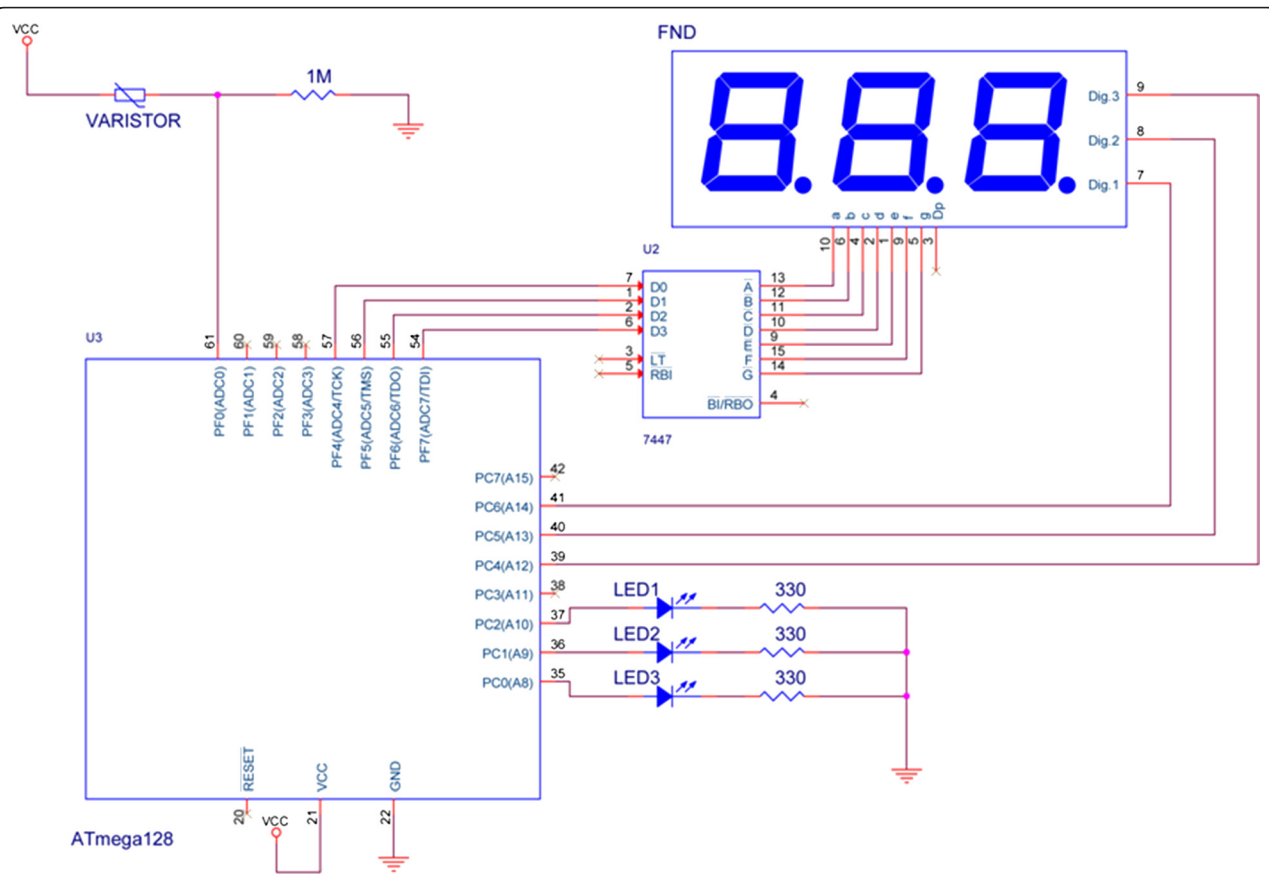 VCC
FND
1M
VARISTOR
Dig.3 9
Dig.2 8
Dig.1 7
a b c d e f g Dp
10 6 4 2 1 9 5 3
U2
7 D0 A 13
1 D1 B 12
2 D2 C 11
6 D3 D 10
E 9
3 LT F 15
5 RBI G 14
BI/RBO 4
7447
U3
61 60 59 58 57 56 55 54
PF0(ADC0)
PF1(ADC1)
PF2(ADC2)
PF3(ADC3)
PF4(ADC4/TCK)
PF5(ADC5/TMS)
PF6(ADC6/TDO)
PF7(ADC7/TDI)
PC7(A15) 42
PC6(A14) 41
PC5(A13) 40
PC4(A12) 39
PC3(A11) 38
PC2(A10) 37
PC1(A9) 36
PC0(A8) 35
LED1 330
LED2 330
LED3 330
RESET VCC GND
20 21 22
VCC
ATmega128